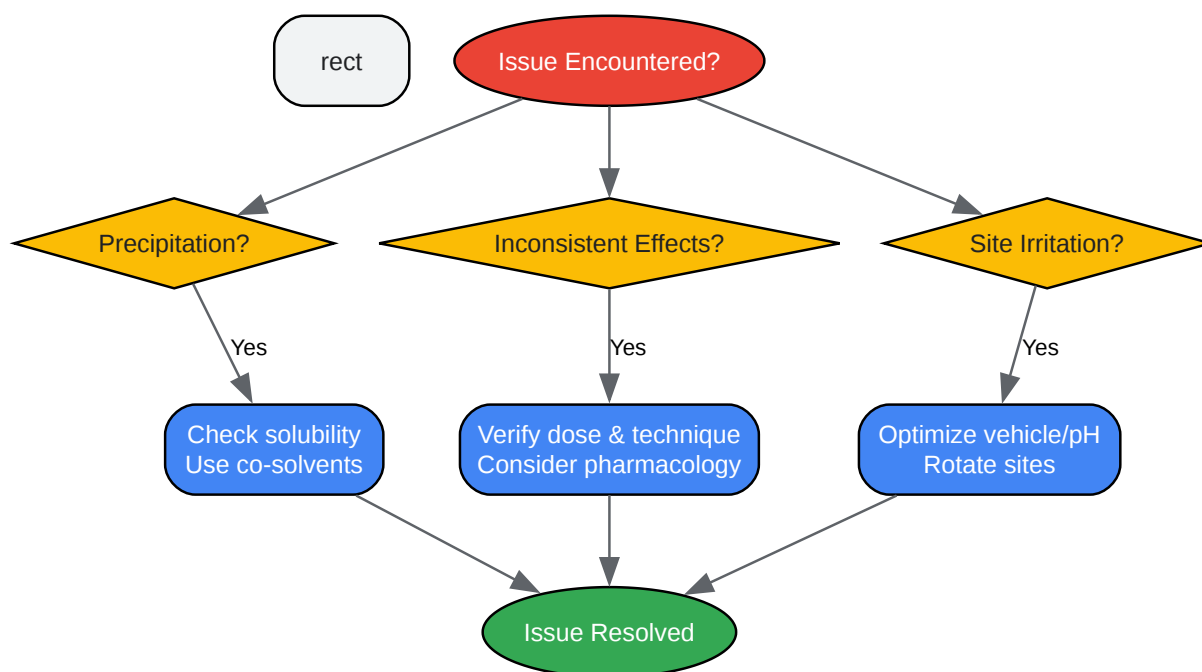 rect
Issue Encountered?
Precipitation?
Inconsistent Effects?
Site Irritation?
Yes
Yes
Yes
Check solubility
Use co-solvents
Verify dose & technique
Consider pharmacology
Optimize vehicle/pH
Rotate sites
Issue Resolved